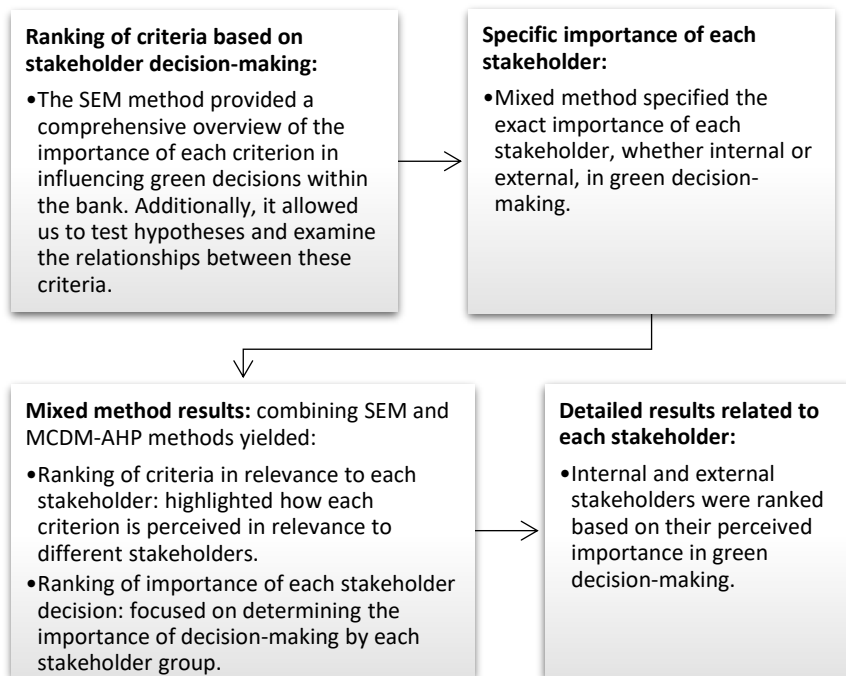 Ranking of criteria based on
stakeholder decision-making:
•The SEM method provided a
comprehensive overview of the
importance of each criterion in
influencing green decisions within
the bank. Additionally, it allowed
us to test hypotheses and examine
the relationships between these
criteria.
Specific importance of each
stakeholder:
•Mixed method specified the
exact importance of each
stakeholder, whether internal or
external, in green decision-
making.
Mixed method results: combining SEM and
MCDM-AHP methods yielded:
•Ranking of criteria in relevance to each
stakeholder: highlighted how each
criterion is perceived in relevance to
different stakeholders.
•Ranking of importance of each stakeholder
decision: focused on determining the
importance of decision-making by each
stakeholder group.
Detailed results related to
each stakeholder:
•Internal and external
stakeholders were ranked
based on their perceived
importance in green
decision-making.